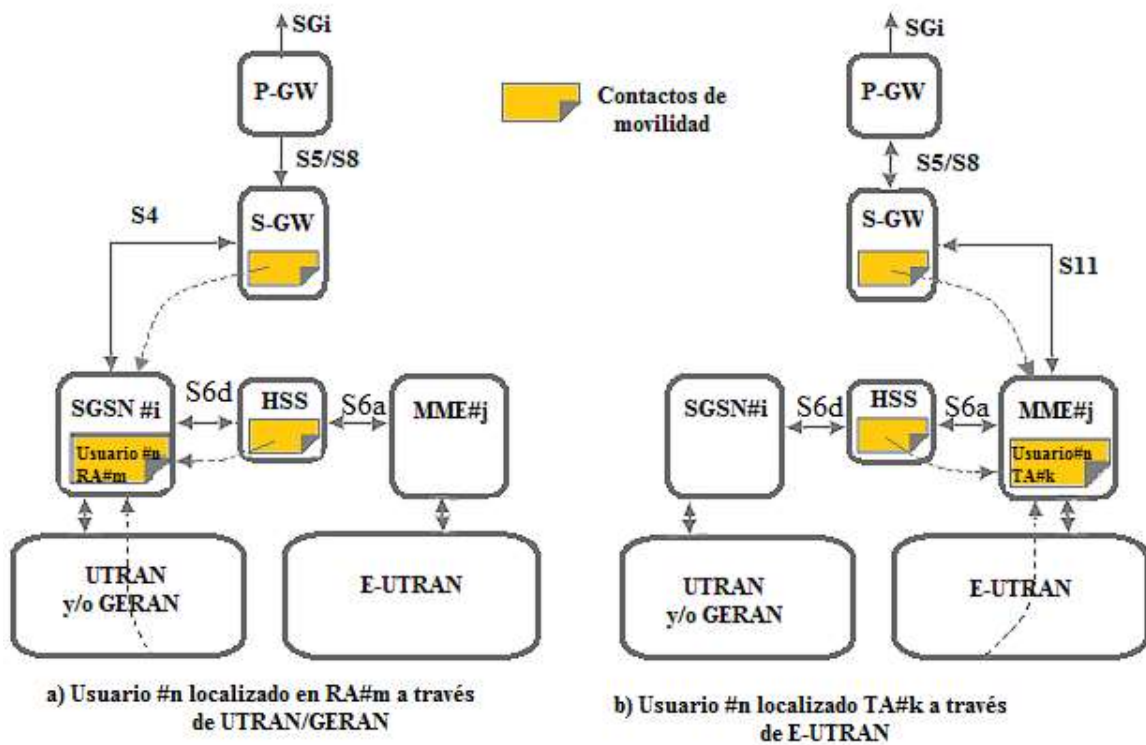 SGi
P-GW
S5/S8
S4
S-GW
SGSN #i
Usuario #n
RA#m
S6d
HSS
S6a
MME#j
UTRAN
y/o GERAN
E-UTRAN
a) Usuario #n localizado en RA#m a través
de UTRAN/GERAN
Contactos de
movilidad
SGi
P-GW
S5/S8
S-GW
S11
SGSN#i
S6d
HSS
S6a
MME#j
Usuario#n
TA#k
UTRAN
y/o GERAN
E-UTRAN
b) Usuario #n localizado TA#k a través
de E-UTRAN